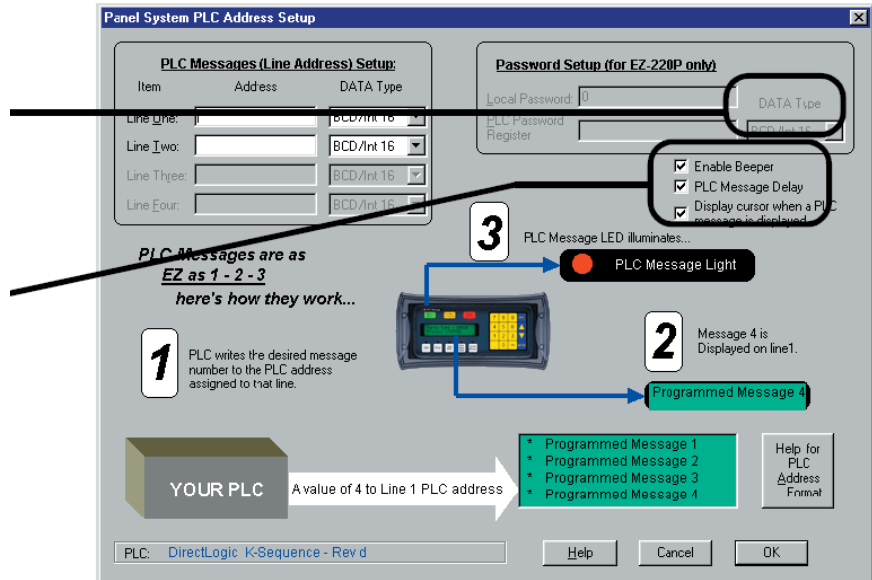 Panel System PLC Address Setup
PLC Messages (Line Address) Setup:
Item Address DATA Type
Line One: BCD/Int 16
Line Two: BCD/Int 16
Line Three: BCD/Int 16
Line Four: BCD/Int 16
Password Setup (for EZ-220P only)
Local Password: 0
DATA Type
PLC Password
Register
BCD/Int 16
Enable Beeper
PLC Message Delay
Display cursor when a PLC
message is displayed
PLC Messages are as
EZ as 1 - 2 - 3
here's how they work...
3
PLC Message LED illuminates...
PLC Message Light
1
PLC writes the desired message
number to the PLC address
assigned to that line.
2
Message 4 is
Displayed on line1.
Programmed Message 4
YOUR PLC
A value of 4 to Line 1 PLC address
* Programmed Message 1
* Programmed Message 2
* Programmed Message 3
* Programmed Message 4
Help for
PLC
Address
Format
PLC: DirectLogic K-Sequence - Rev d
Help
Cancel
OK